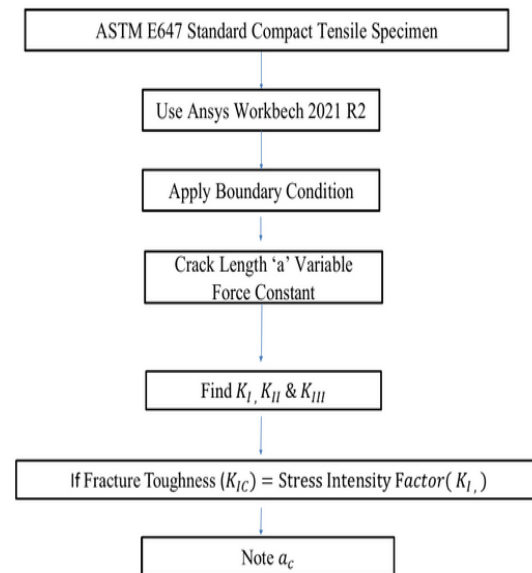 ASTM E647 Standard Compact Tensile Specimen
Use Ansys Workbech 2021 R2
Apply Boundary Condition
Crack Length ‘a’ Variable
Force Constant
Find K_I, K_II & K_III
If Fracture Toughness (K_IC) = Stress Intensity Factor( K_I,)
Note a_c